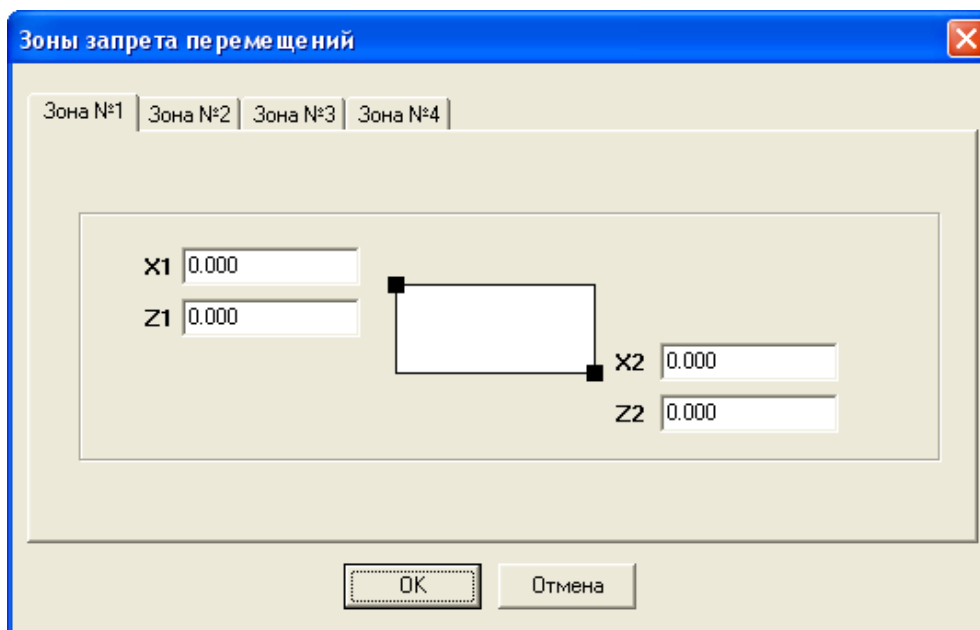 Зоны запрета перемещений
Зона №1 Зона №2 Зона №3 Зона №4
X1 0.000
Z1 0.000
X2 0.000
Z2 0.000
OK Отмена